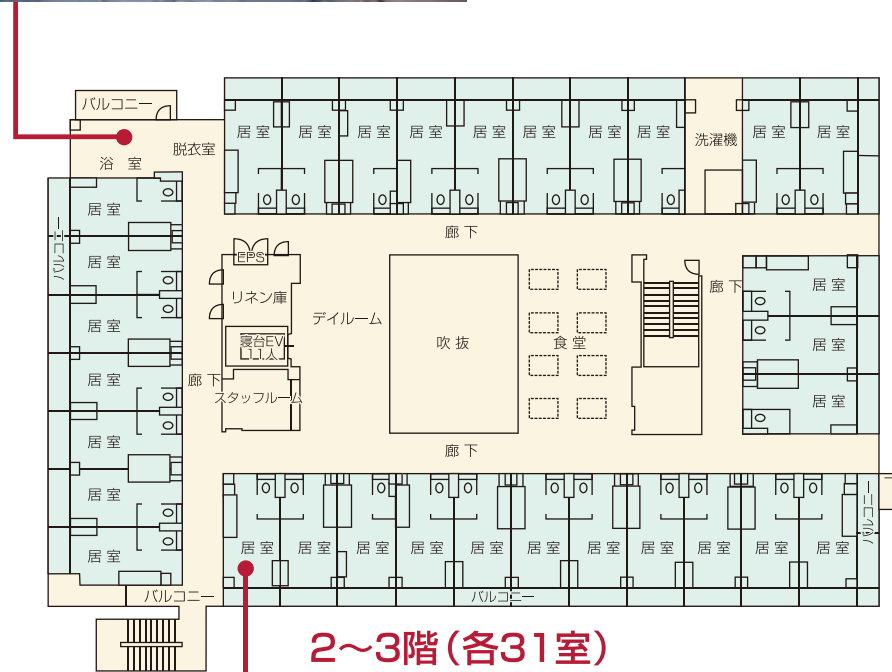 バルコニー
浴 室
脱衣室
居 室
居 室
居 室
居 室
居 室
居 室
居 室
居 室
洗濯機
居 室
居 室
居 室
居 室
居 室
居 室
居 室
居 室
居 室
バルコニー
廊 下
EPS
リネン庫
寝台EV
11人
スタッフルーム
廊 下
デイルーム
吹 抜
食 堂
廊 下
居 室
居 室
居 室
廊 下
居 室
居 室
居 室
居 室
居 室
居 室
居 室
居 室
居 室
居 室
居 室
バルコニー
バルコニー
バルコニー
2〜3階(各31室)